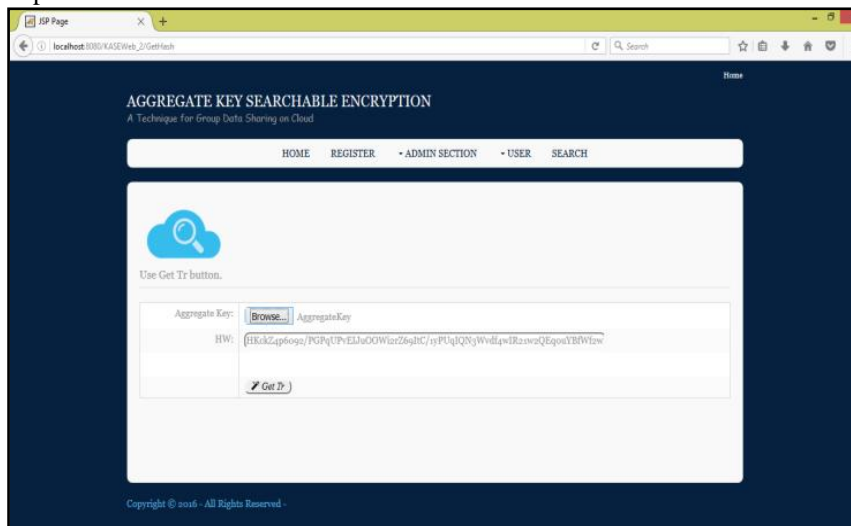 JSP Page
localhost:8080/KASEWeb_2/GetHash
Search
Home
AGGREGATE KEY SEARCHABLE ENCRYPTION
A Technique for Group Data Sharing on Cloud
HOME REGISTER ADMIN SECTION USER SEARCH
Use Get Tr button.
Aggregate Key: Browse... AggregateKey
HW:
Get Tr
Copyright © 2016 - All Rights Reserved -